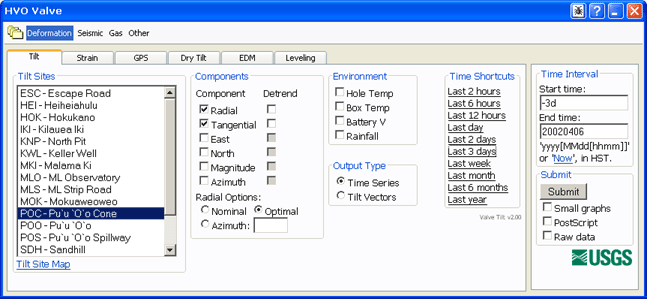 HVO Valve
Deformation Seismic Gas Other
Tilt Strain GPS Dry Tilt EDM Leveling
Tilt Sites
ESC - Escape Road
HEI - Heiheiahulu
HOK - Hokukano
IKI - Kilauea Iki
KNP - North Pit
KWL - Keller Well
MKI - Malama Ki
MLO - ML Observatory
MLS - ML Strip Road
MOK - Mokuaweoweo
POC - Pu`u `O`o Cone
POO - Pu`u `O`o
POS - Pu`u `O`o Spillway
SDH - Sandhill
Tilt Site Map
Components
Component Detrend
Radial
Tangential
East
North
Magnitude
Azimuth
Radial Options:
Nominal Optimal
Azimuth:
Environment
Hole Temp
Box Temp
Battery V
Rainfall
Output Type
Time Series
Tilt Vectors
Time Shortcuts
Last 2 hours
Last 6 hours
Last 12 hours
Last day
Last 2 days
Last 3 days
Last week
Last month
Last 6 months
Last year
Valve Tilt v2.00
Time Interval
Start time:
-3d
End time:
20020406
'yyyy[MMdd[hhmm]]'
or 'Now', in HST.
Submit
Submit
Small graphs
PostScript
Raw data
USGS